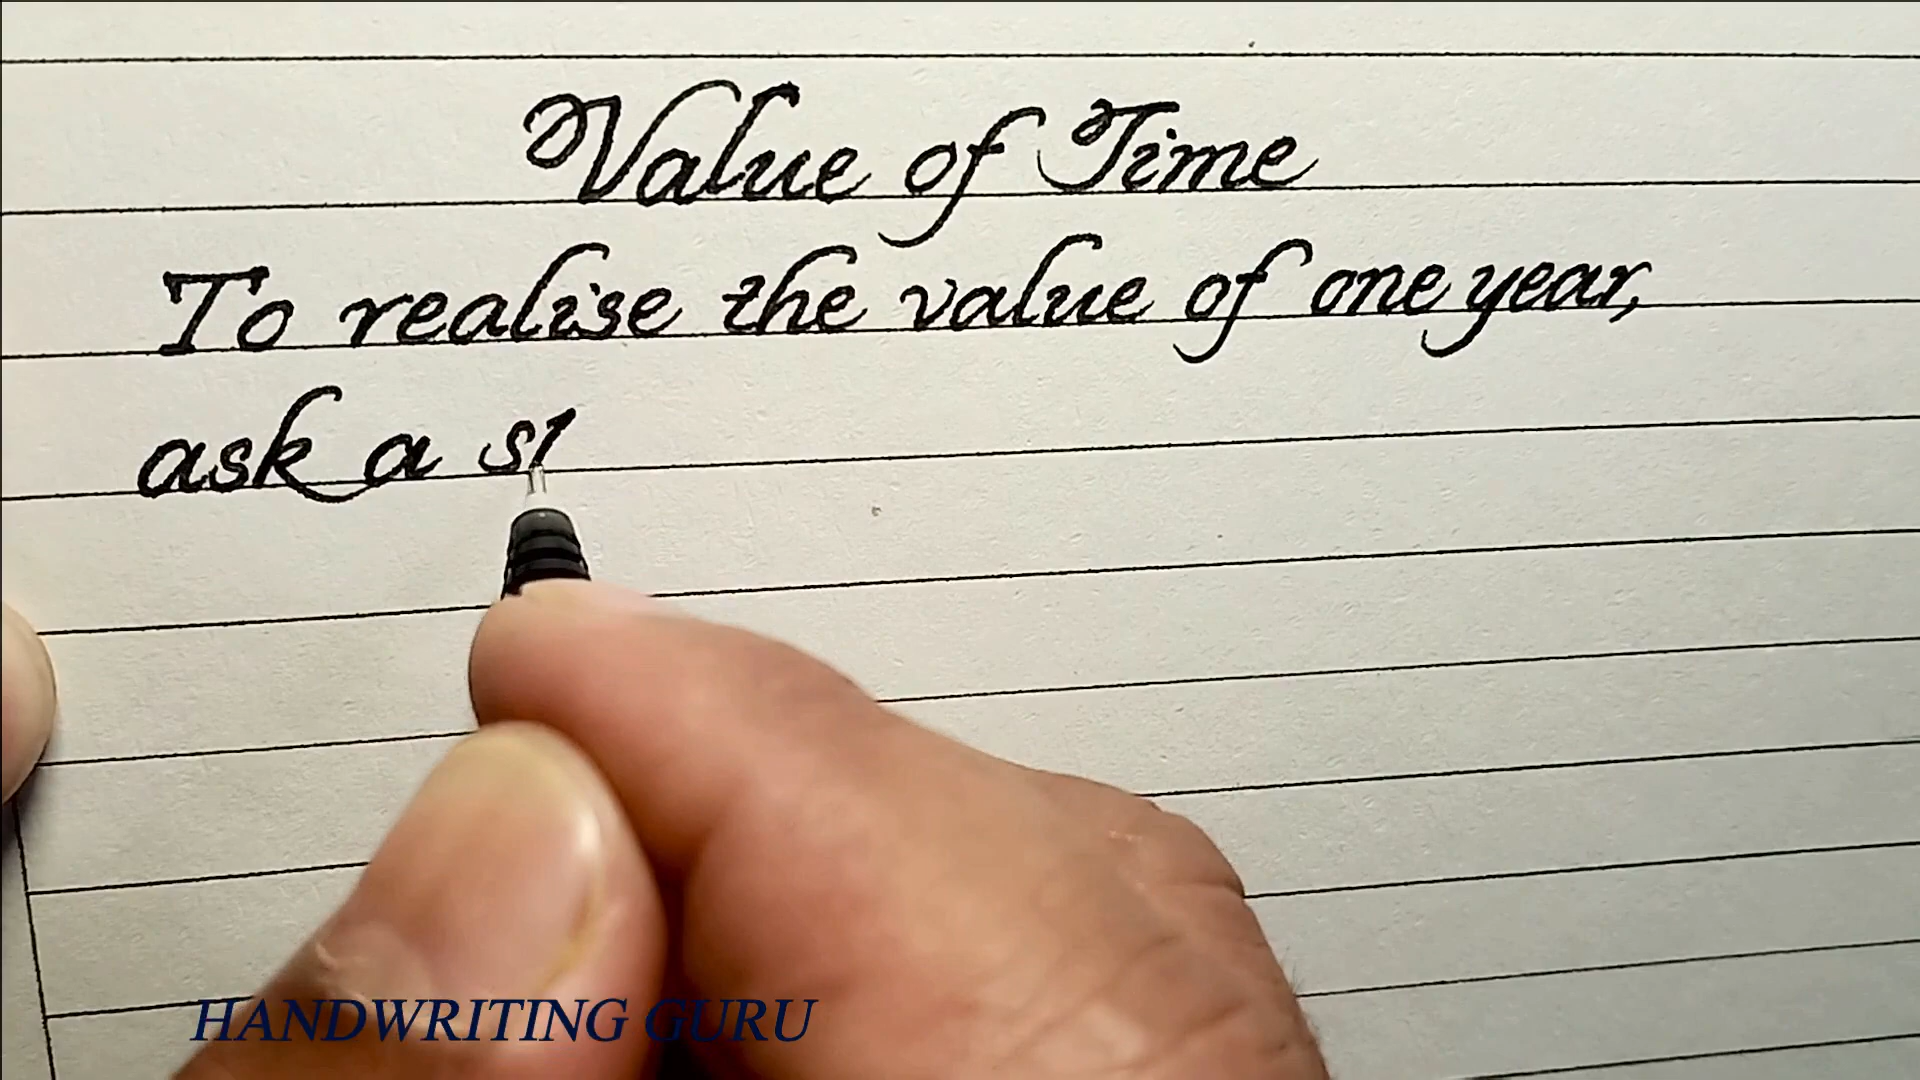 Value of Time
To realise the value of one year,
ask a st
HANDWRITING GURU